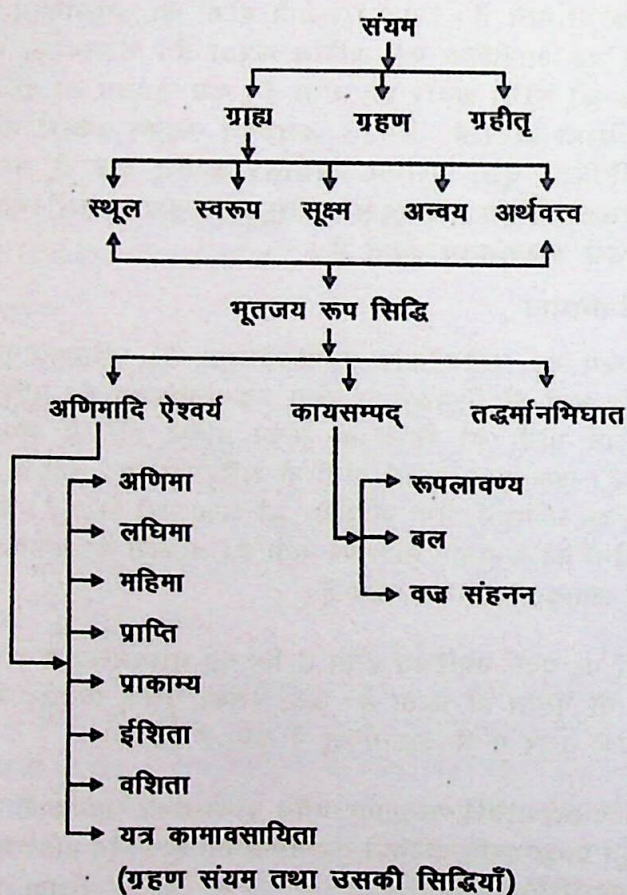 संयम
ग्राह्य ग्रहण ग्रहीतृ
स्थूल स्वरूप सूक्ष्म अन्वय अर्थवत्त्व
भूतजय रूप सिद्धि
अणिमादि ऐश्वर्य कायसम्पद् तद्धर्मानभिघात
अणिमा रूपलावण्य
लघिमा बल
महिमा वज्र संहनन
प्राप्ति
प्राकाम्य
ईशिता
वशिता
यत्र कामावसायिता
(ग्रहण संयम तथा उसकी सिद्धियाँ)